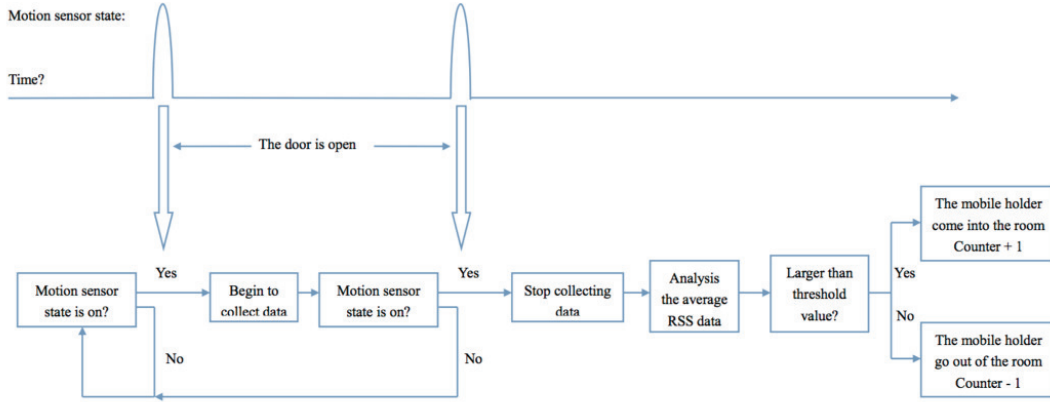 Motion sensor state:
Time?
The door is open
Yes
Yes
Motion sensor
state is on?
Begin to
collect data
Motion sensor
state is on?
Stop collecting
data
Analysis
the average
RSS data
Larger than
threshold
value?
No
No
Yes
No
The mobile holder
come into the room
Counter + 1
The mobile holder
go out of the room
Counter - 1